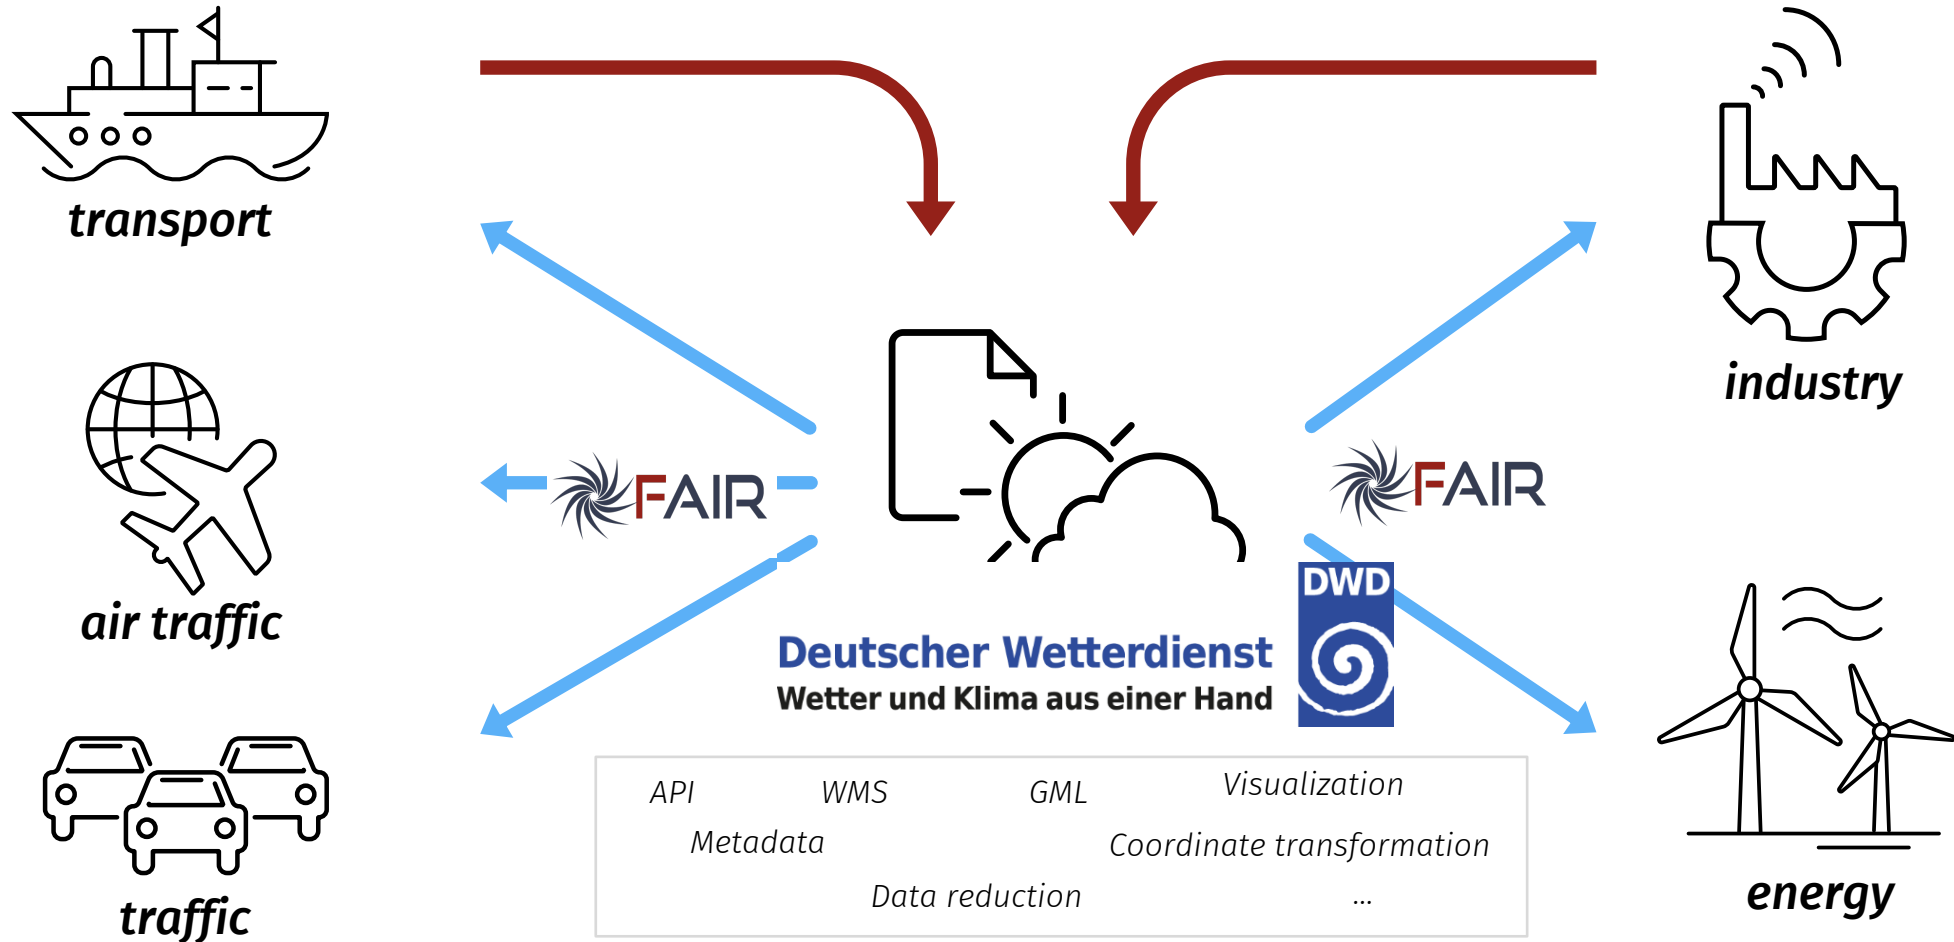 transport
industry
FAIR
FAIR
air traffic
DWD
Deutscher Wetterdienst
Wetter und Klima aus einer Hand
API
WMS
GML
Visualization
Metadata
Coordinate transformation
Data reduction
...
traffic
energy